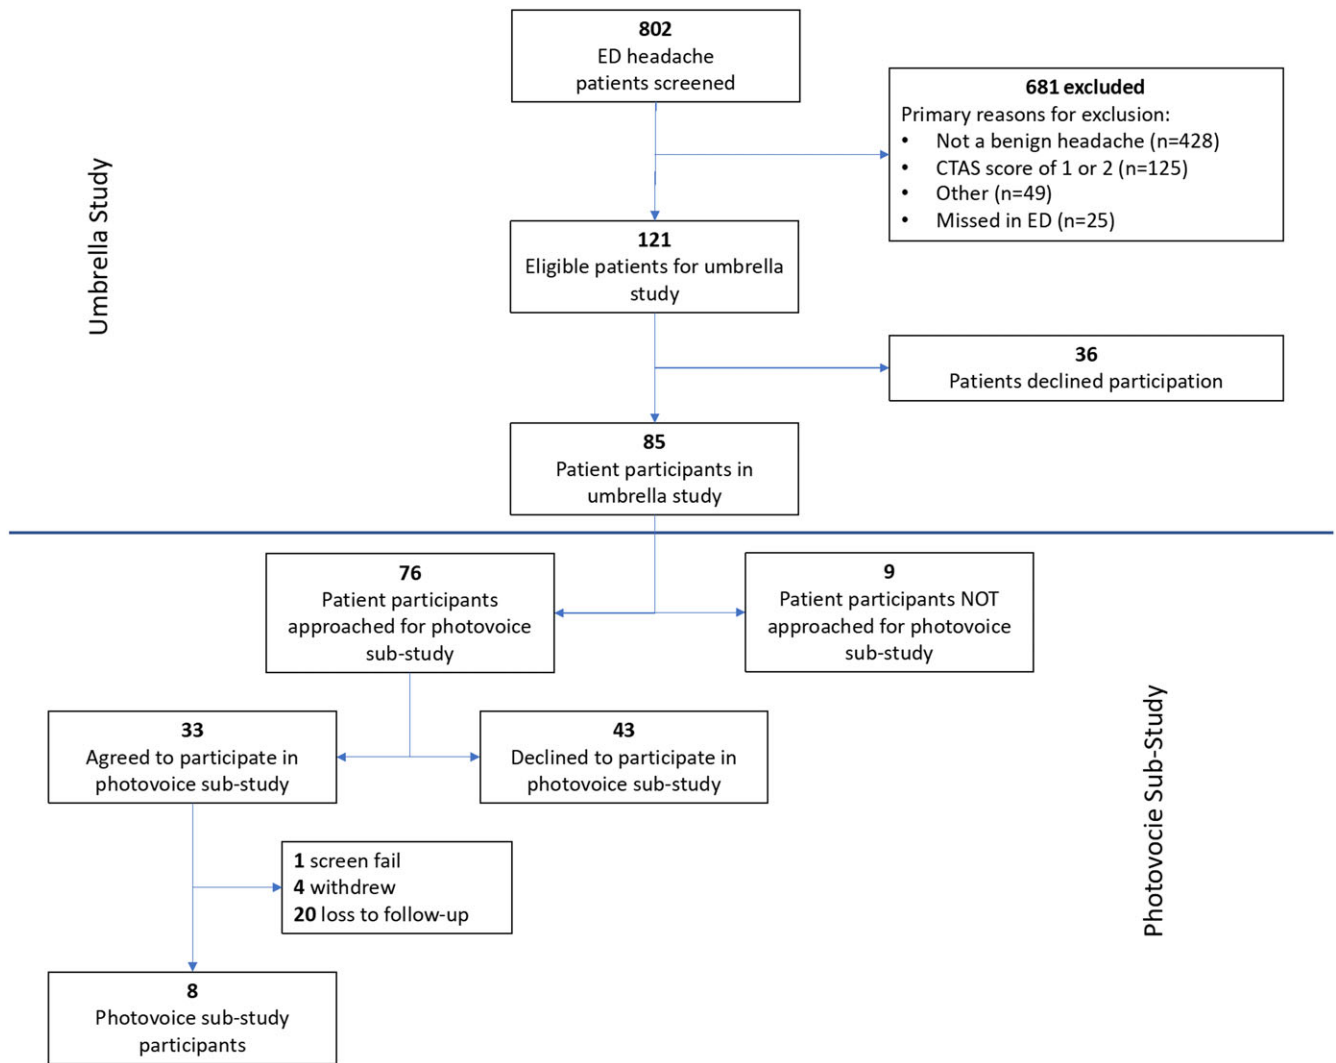 802
ED headache
patients screened
681 excluded
Primary reasons for exclusion:
• Not a benign headache (n=428)
• CTAS score of 1 or 2 (n=125)
• Other (n=49)
• Missed in ED (n=25)
Umbrella Study
121
Eligible patients for umbrella
study
36
Patients declined participation
85
Patient participants in
umbrella study
76
Patient participants
approached for photovoice
sub-study
9
Patient participants NOT
approached for photovoice
sub-study
Photovocie Sub-Study
33
Agreed to participate in
photovoice sub-study
43
Declined to participate in
photovoice sub-study
1 screen fail
4 withdrew
20 loss to follow-up
8
Photovoice sub-study
participants